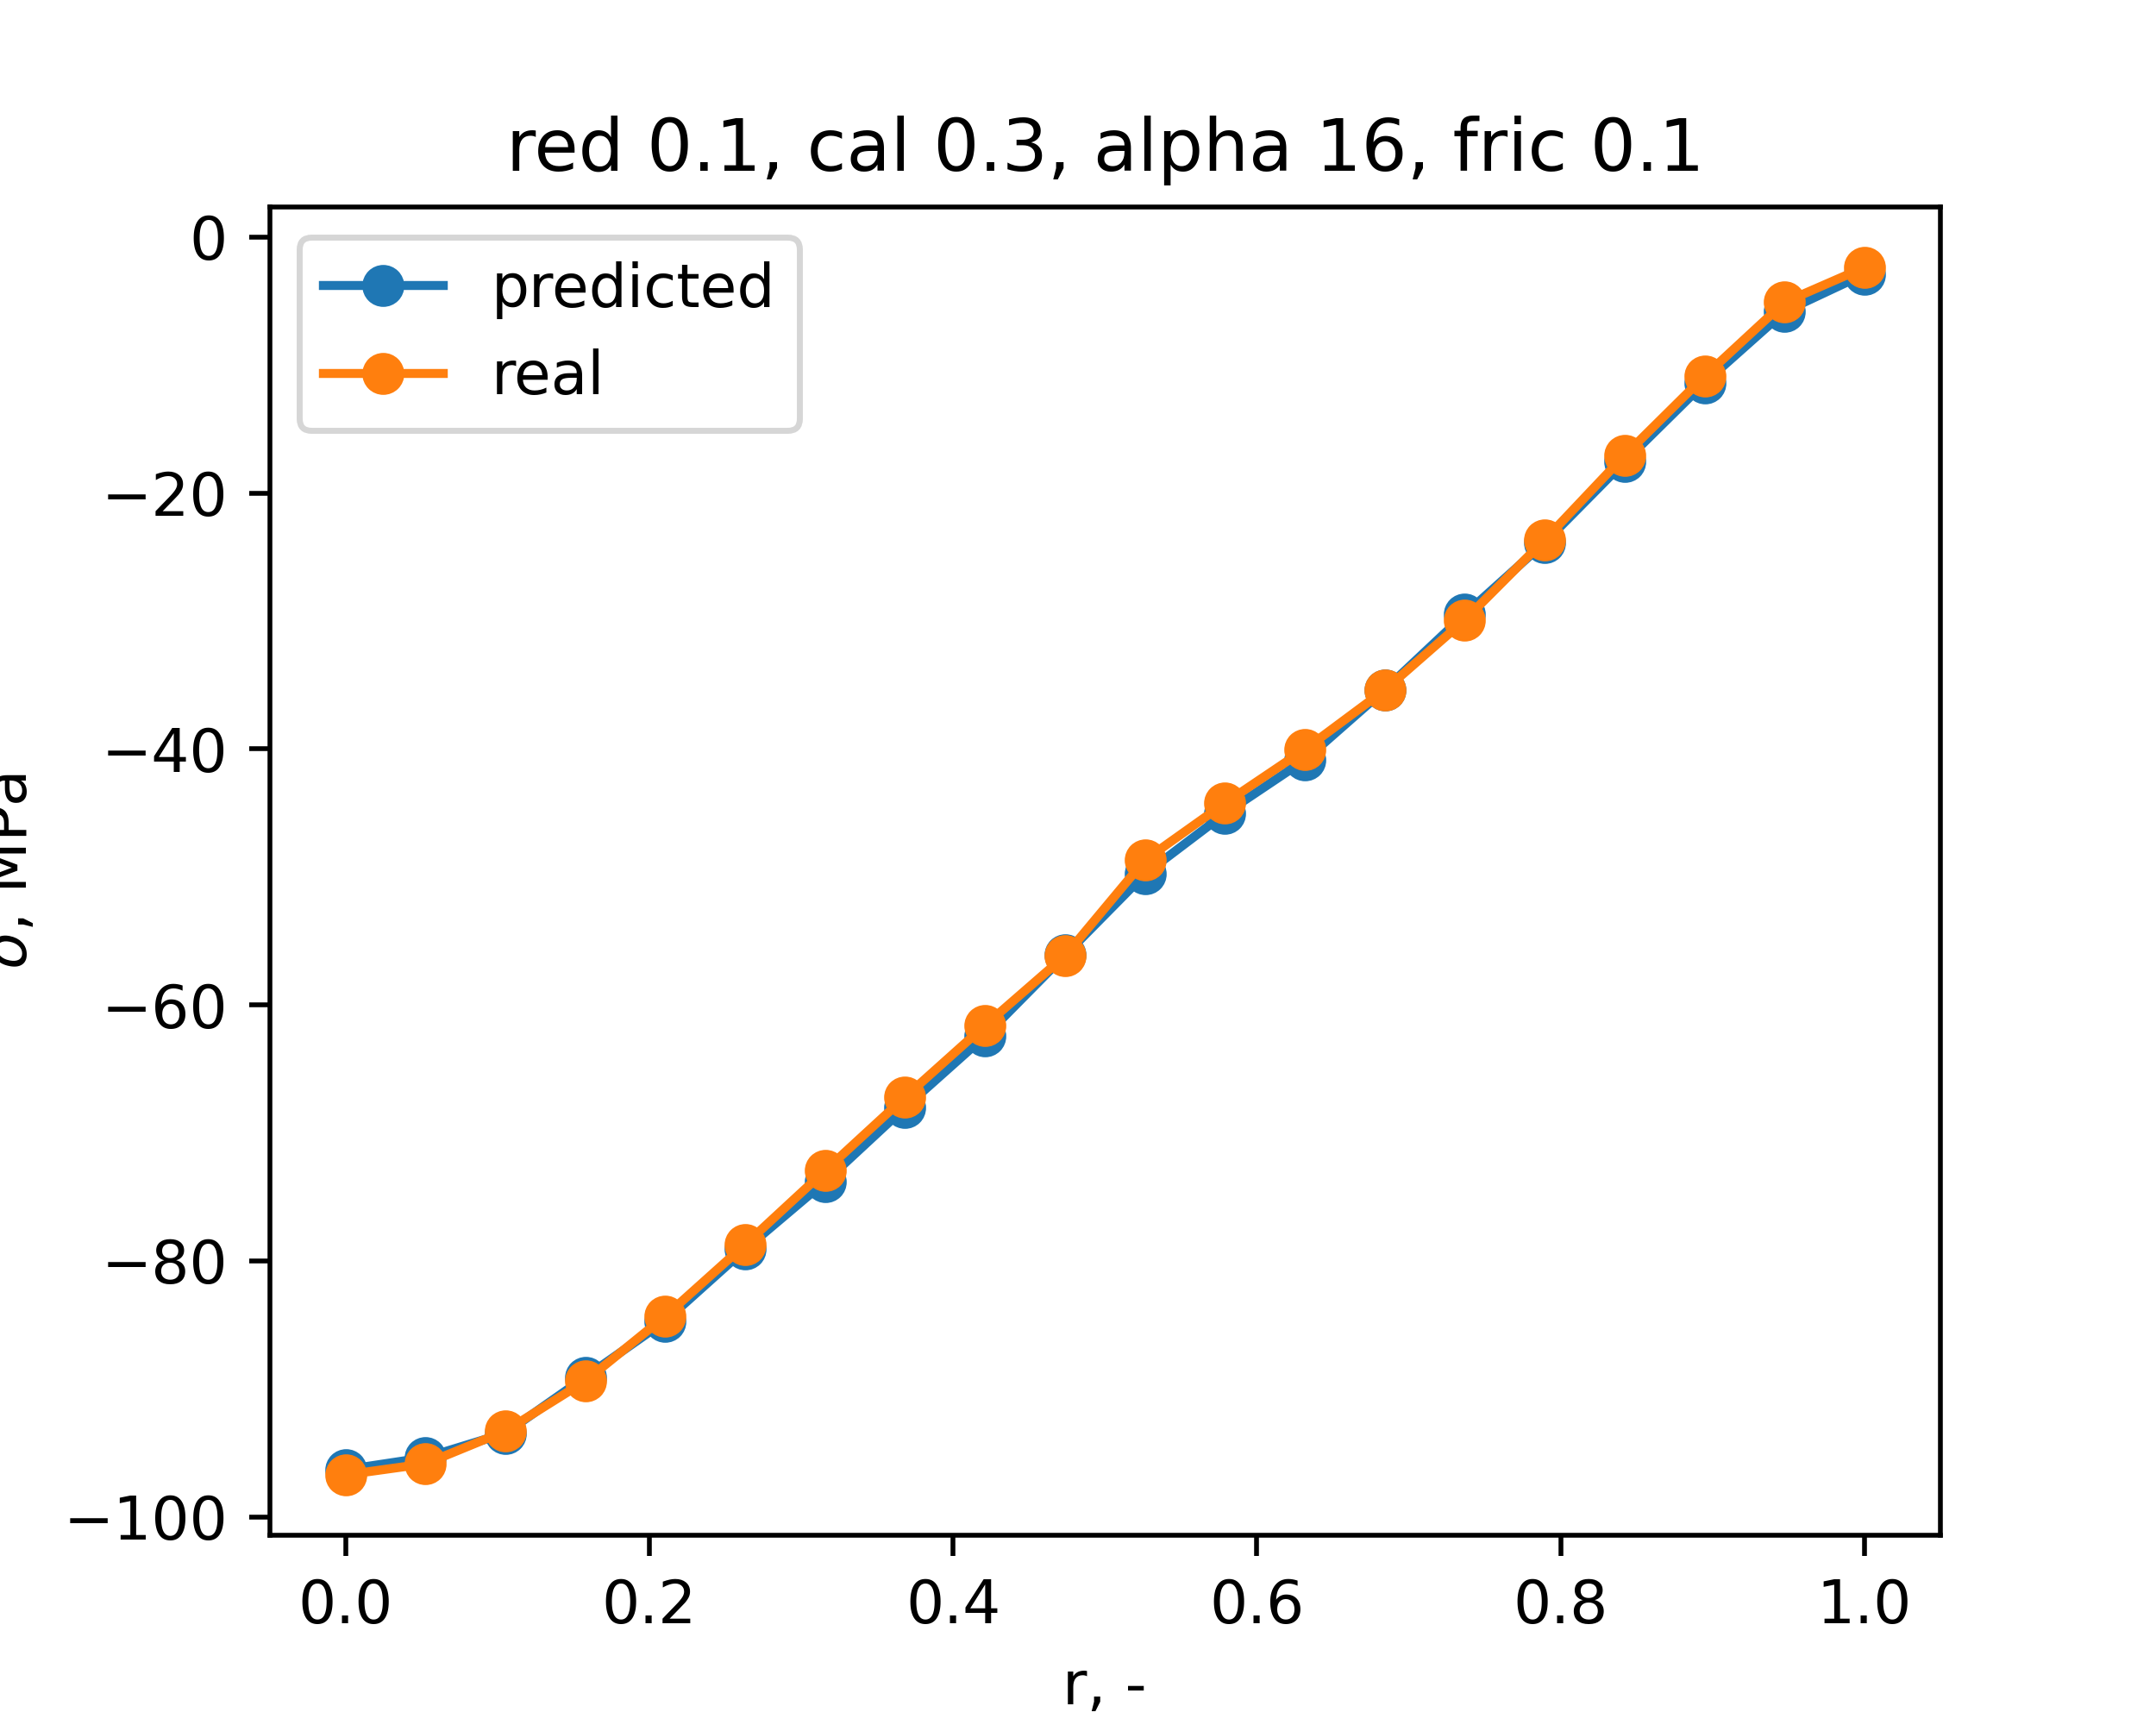 red 0.1, cal 0.3, alpha 16, fric 0.1
predicted
real
0
−20
−40
−60
−80
−100
σ, MPa
0.0 0.2 0.4 0.6 0.8 1.0
r, -